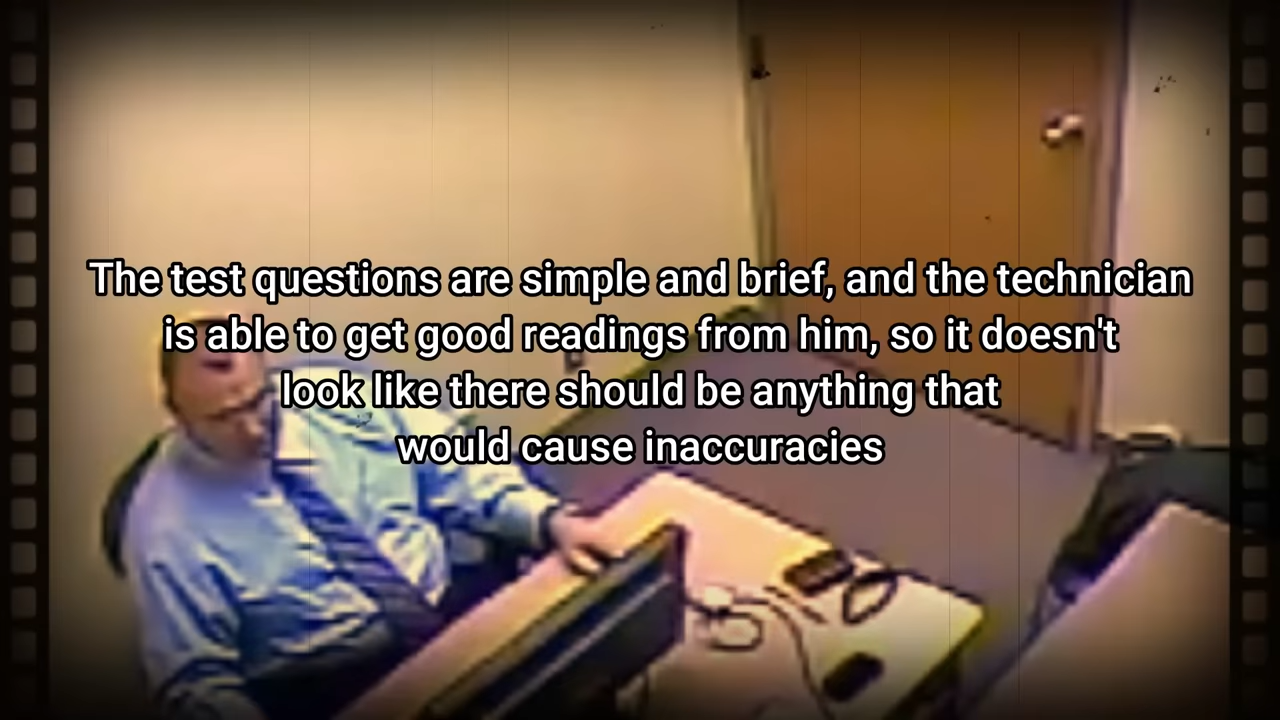 The test questions are simple and brief, and the technician
is able to get good readings from him, so it doesn't
look like there should be anything that
would cause inaccuracies